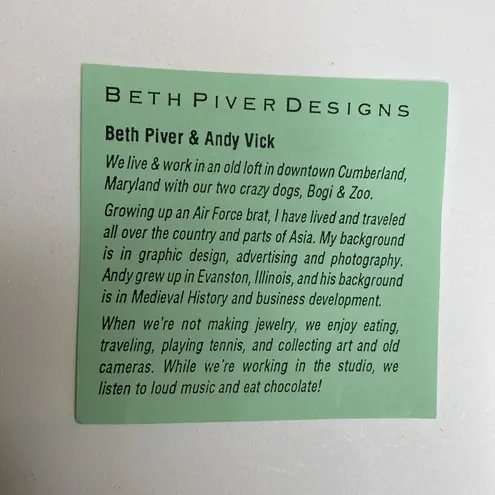 BETH PIVER DESIGNS
Beth Piver & Andy Vick
We live & work in an old loft in downtown Cumberland,
Maryland with our two crazy dogs, Bogi & Zoo.
Growing up an Air Force brat, I have lived and traveled
all over the country and parts of Asia. My background
is in graphic design, advertising and photography.
Andy grew up in Evanston, Illinois, and his background
is in Medieval History and business development.
When we're not making jewelry, we enjoy eating,
traveling, playing tennis, and collecting art and old
cameras. While we're working in the studio, we
listen to loud music and eat chocolate!